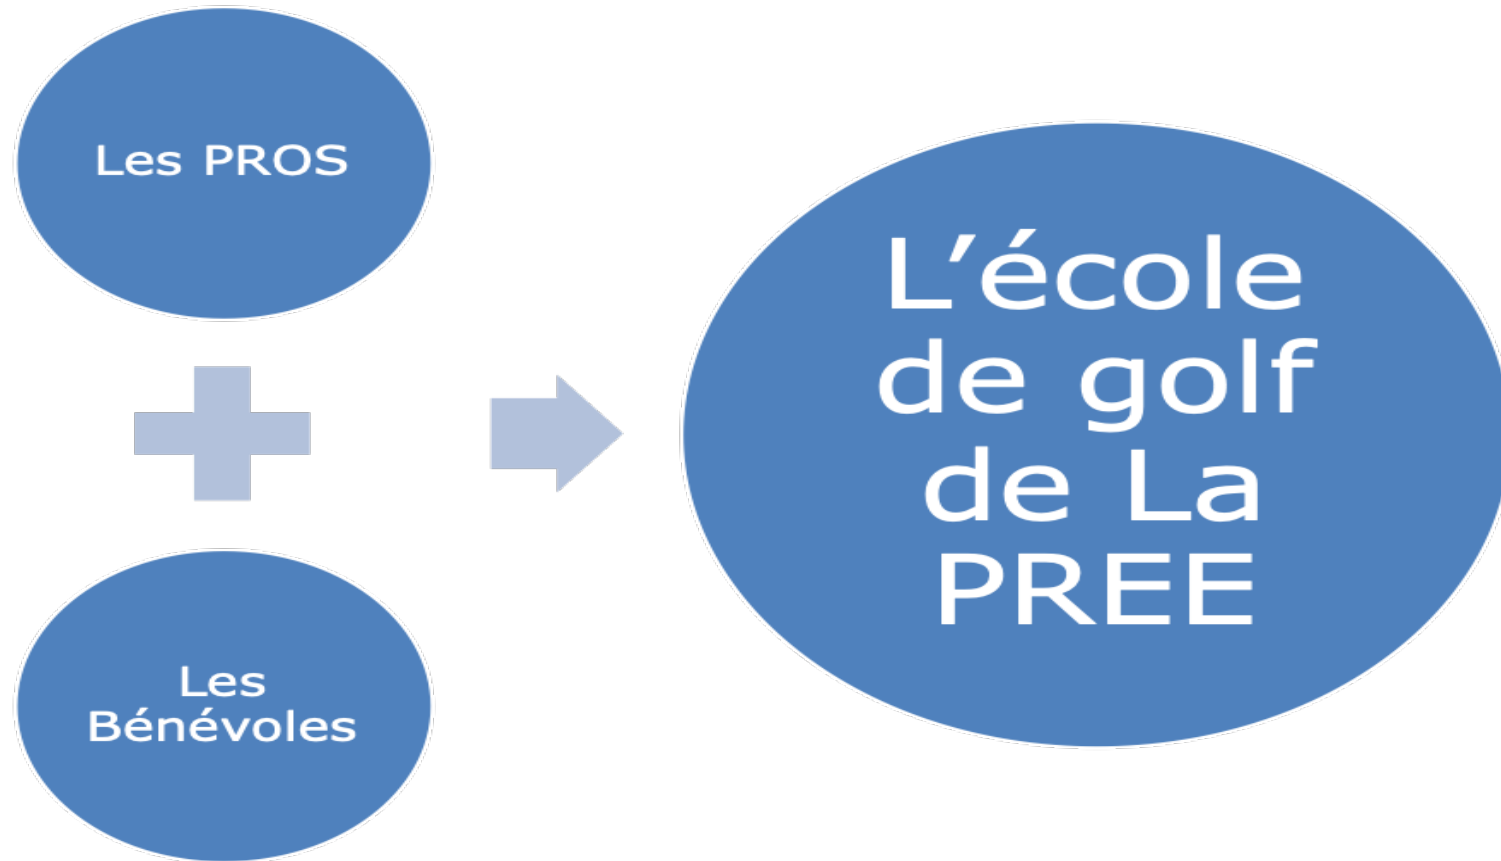 Les PROS
Les
Bénévoles
L’école
de golf
de La
PREE